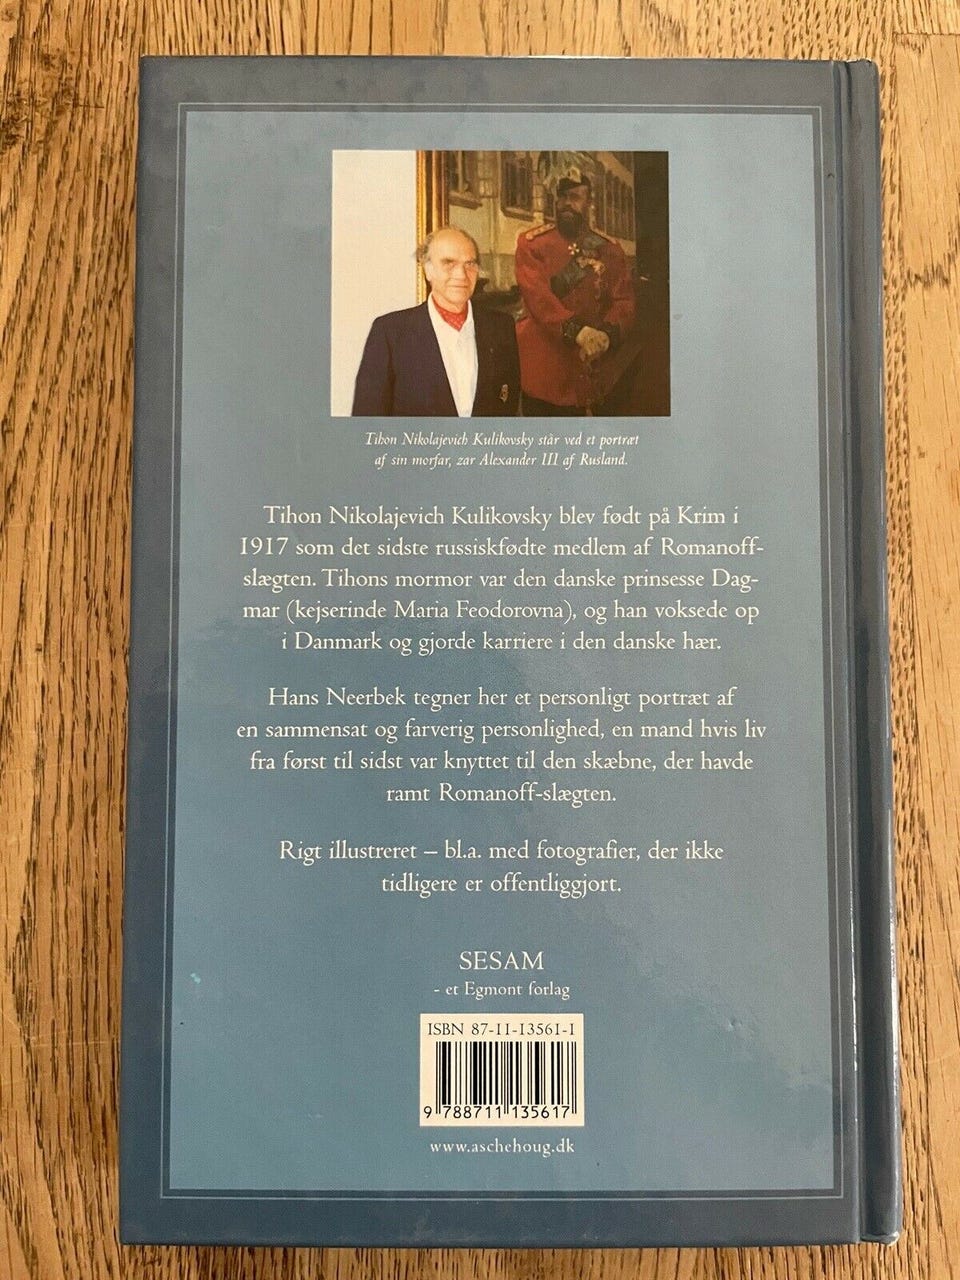 Tihon Nikolajevich Kulikovsky står ved et portræt
af sin morfar, zar Alexander III af Rusland.
Tihon Nikolajevich Kulikovsky blev født på Krim i
1917 som det sidste russiskfødte medlem af Romanoff-
slægten. Tihons mormor var den danske prinsesse Dag-
mar (kejserinde Maria Feodorovna), og han voksede op
i Danmark og gjorde karriere i den danske hær.
Hans Neerbek tegner her et personligt portræt af
en sammensat og farverig personlighed, en mand hvis liv
fra først til sidst var knyttet til den skæbne, der havde
ramt Romanoff-slægten.
Rigt illustreret – bl.a. med fotografier, der ikke
tidligere er offentliggjort.
SESAM
- et Egmont forlag
ISBN 87-11-13561-1
9 788711 135617
www.aschehoug.dk